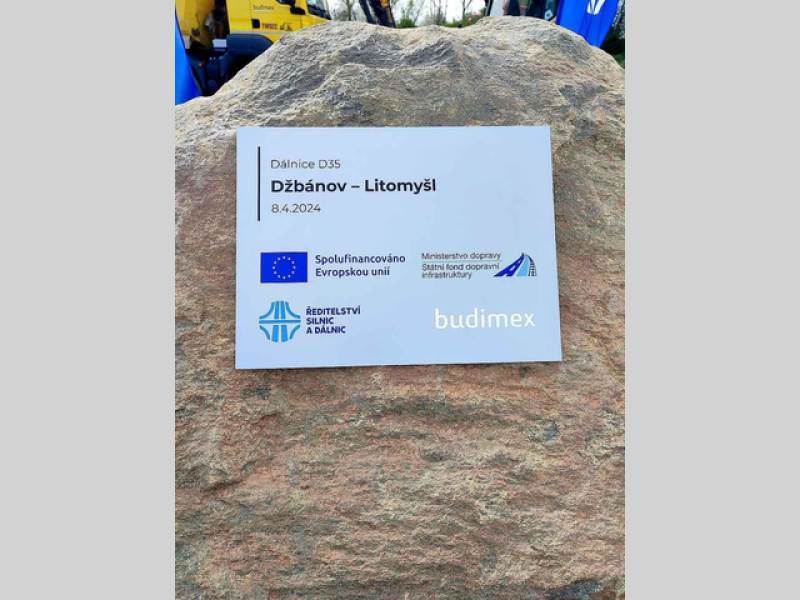 budimex
Dálnice D35
Džbánov – Litomyšl
8.4.2024
Spolufinancováno
Evropskou unií
Ministerstvo dopravy
Státní fond dopravní
infrastruktury
ŘEDITELSTVÍ
SILNIC
A DÁLNIC
budimex